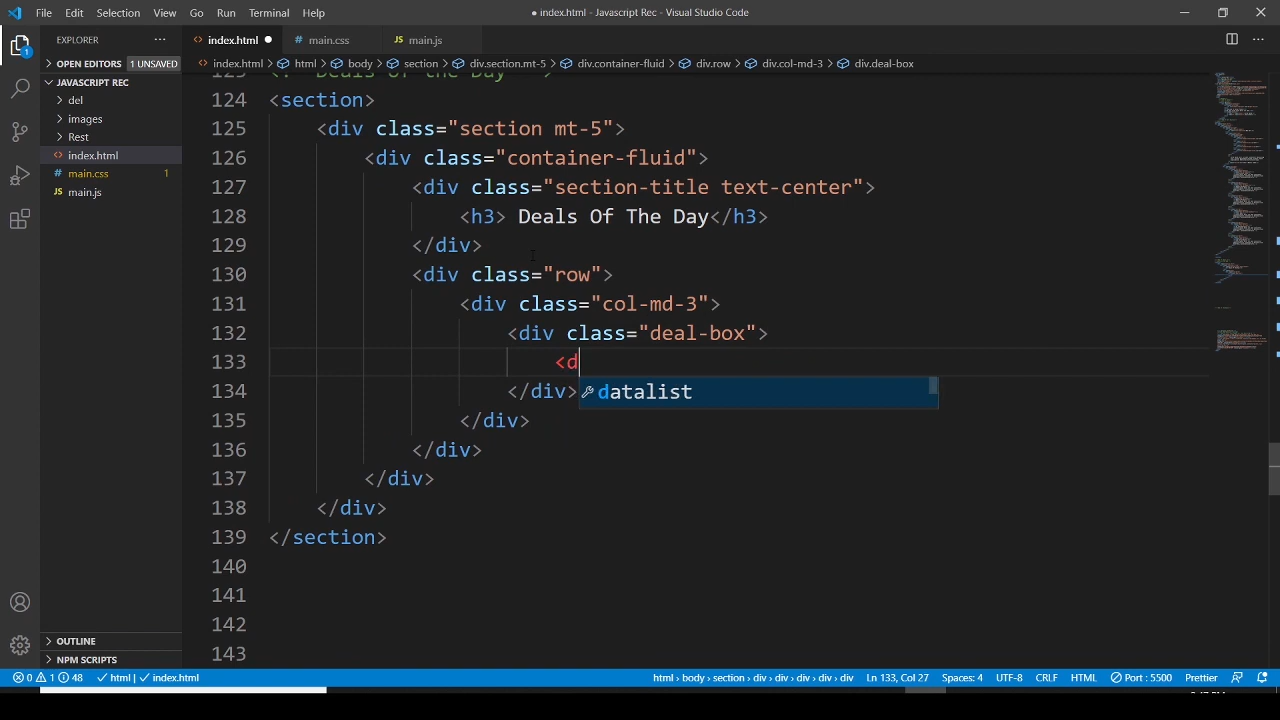 File Edit Selection View Go Run Terminal Help
● index.html - Javascript Rec - Visual Studio Code
EXPLORER
OPEN EDITORS 1 UNSAVED
JAVASCRIPT REC
del
images
Rest
index.html
main.css 1
main.js
OUTLINE
NPM SCRIPTS
index.html main.css main.js
index.html html body section div.section.mt-5 div.container-fluid div.row div.col-md-3 div.deal-box
Deals of the Day
124 <section>
125 <div class="section mt-5">
126 <div class="container-fluid">
127 <div class="section-title text-center">
128 <h3> Deals Of The Day</h3>
129 </div>
130 <div class="row">
131 <div class="col-md-3">
132 <div class="deal-box">
133 <d
datalist
134 </div>
135 </div>
136 </div>
137 </div>
138 </div>
139 </section>
140
141
142
143
0 1 48 html | index.html html > body > section > div > div > div > div > div Ln 133, Col 27 Spaces: 4 UTF-8 CRLF HTML Port : 5500 Prettier